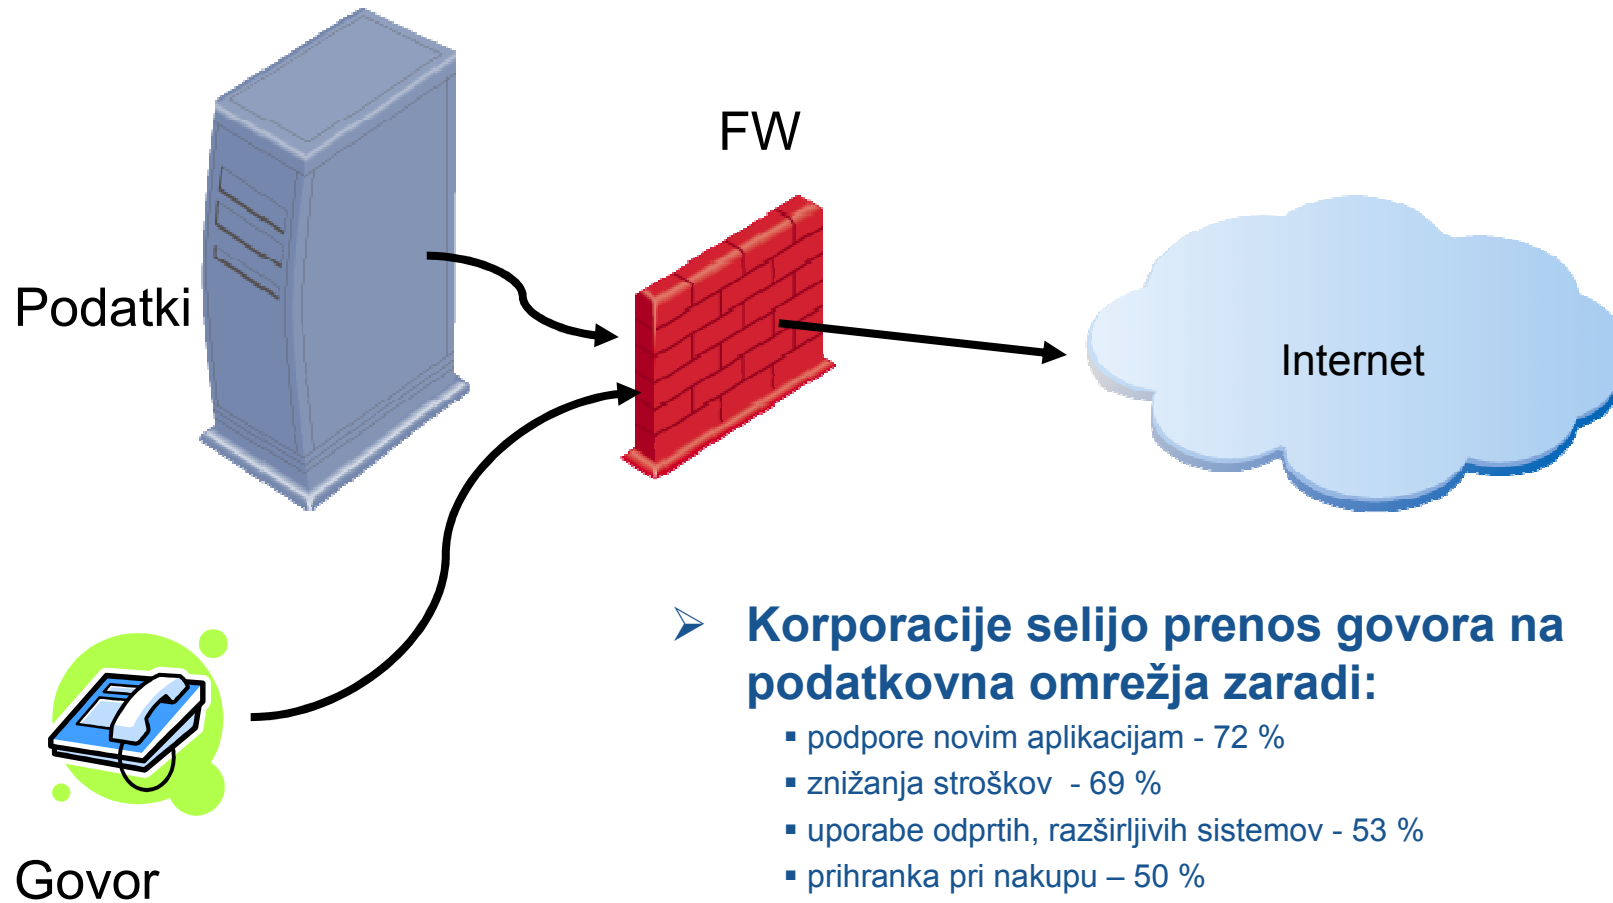 FW
Podatki
Internet
Govor
➢ Korporacije selijo prenos govora na
podatkovna omrežja zaradi:
▪ podpore novim aplikacijam - 72 %
▪ znižanja stroškov - 69 %
▪ uporabe odprtih, razširljivih sistemov - 53 %
▪ prihranka pri nakupu – 50 %